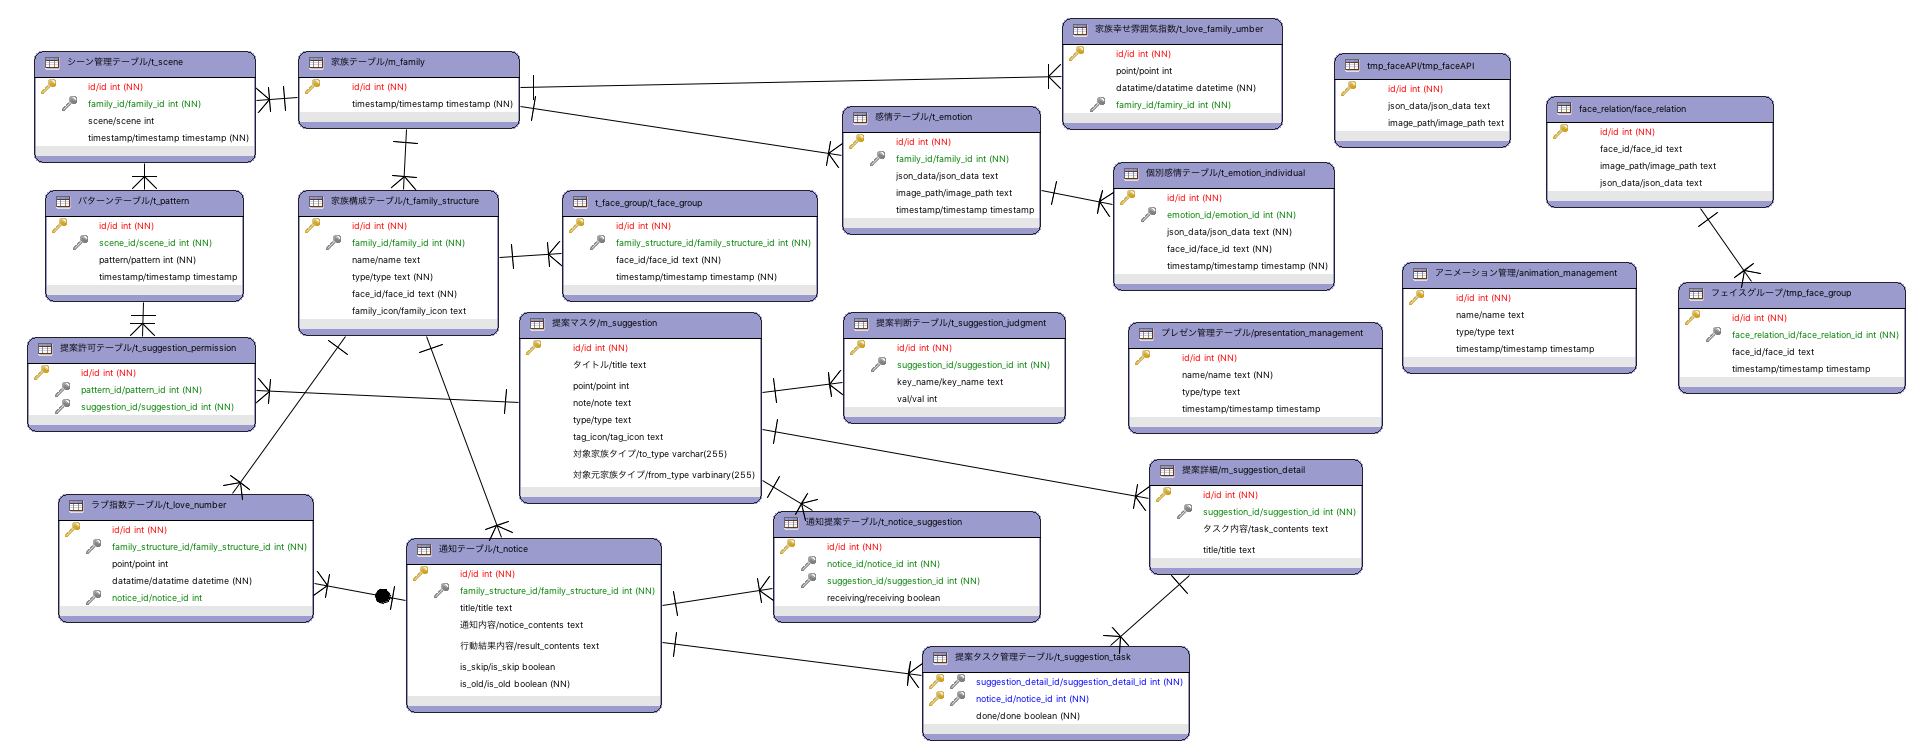 シーン管理テーブル/t_scene
id/id int (NN)
family_id/family_id int (NN)
scene/scene int
timestamp/timestamp timestamp (NN)
家族テーブル/m_family
id/id int (NN)
timestamp/timestamp timestamp (NN)
家族幸せ雰囲気指数/t_love_family_umber
id/id int (NN)
point/point int
datatime/datatime datetime (NN)
famiry_id/famiry_id int (NN)
tmp_faceAPI/tmp_faceAPI
id/id int (NN)
json_data/json_data text
image_path/image_path text
face_relation/face_relation
id/id int (NN)
face_id/face_id text
image_path/image_path text
json_data/json_data text
感情テーブル/t_emotion
id/id int (NN)
family_id/family_id int (NN)
json_data/json_data text
image_path/image_path text
timestamp/timestamp timestamp
個別感情テーブル/t_emotion_individual
id/id int (NN)
emotion_id/emotion_id int (NN)
json_data/json_data text (NN)
face_id/face_id text (NN)
timestamp/timestamp timestamp (NN)
パターンテーブル/t_pattern
id/id int (NN)
scene_id/scene_id int (NN)
pattern/pattern int (NN)
timestamp/timestamp timestamp
家族構成テーブル/t_family_structure
id/id int (NN)
family_id/family_id int (NN)
name/name text
type/type text (NN)
face_id/face_id text (NN)
family_icon/family_icon text
t_face_group/t_face_group
id/id int (NN)
family_structure_id/family_structure_id int (NN)
face_id/face_id text (NN)
timestamp/timestamp timestamp (NN)
アニメーション管理/animation_management
id/id int (NN)
name/name text
type/type text
timestamp/timestamp timestamp
フェイスグループ/tmp_face_group
id/id int (NN)
face_relation_id/face_relation_id int (NN)
face_id/face_id text
timestamp/timestamp timestamp
提案許可テーブル/t_suggestion_permission
id/id int (NN)
pattern_id/pattern_id int (NN)
suggestion_id/suggestion_id int (NN)
提案マスタ/m_suggestion
id/id int (NN)
タイトル/title text
point/point int
note/note text
type/type text
tag_icon/tag_icon text
対象家族タイプ/to_type varchar(255)
対象元家族タイプ/from_type varbinary(255)
提案判断テーブル/t_suggestion_judgment
id/id int (NN)
suggestion_id/suggestion_id int (NN)
key_name/key_name text
val/val int
プレゼン管理テーブル/presentation_management
id/id int (NN)
name/name text (NN)
type/type text
timestamp/timestamp timestamp
提案詳細/m_suggestion_detail
id/id int (NN)
suggestion_id/suggestion_id int (NN)
タスク内容/task_contents text
title/title text
ラブ指数テーブル/t_love_number
id/id int (NN)
family_structure_id/family_structure_id int (NN)
point/point int
datatime/datatime datetime (NN)
notice_id/notice_id int
通知テーブル/t_notice
id/id int (NN)
family_structure_id/family_structure_id int (NN)
title/title text
通知内容/notice_contents text
行動結果内容/result_contents text
is_skip/is_skip boolean
is_old/is_old boolean (NN)
通知提案テーブル/t_notice_suggestion
id/id int (NN)
notice_id/notice_id int (NN)
suggestion_id/suggestion_id int (NN)
receiving/receiving boolean
提案タスク管理テーブル/t_suggestion_task
suggestion_detail_id/suggestion_detail_id int (NN)
notice_id/notice_id int (NN)
done/done boolean (NN)